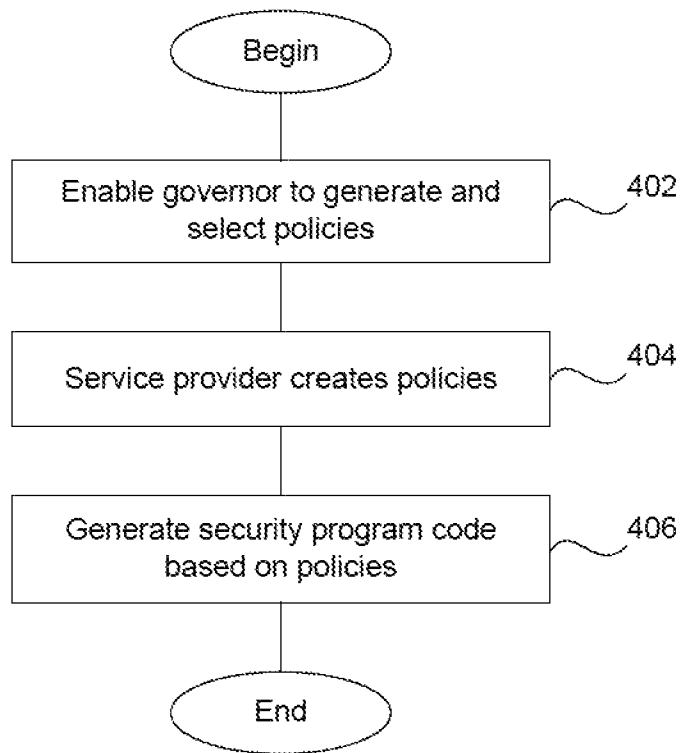 Begin
Enable governor to generate and
select policies
402
Service provider creates policies
404
Generate security program code
based on policies
406
End